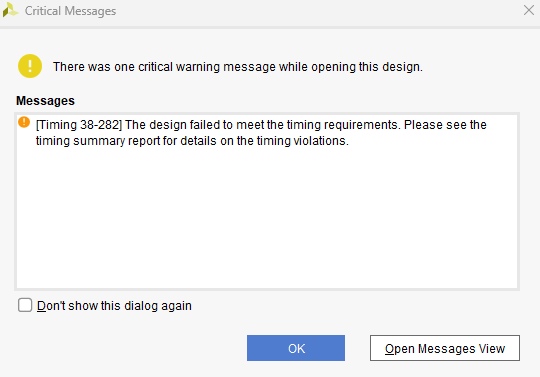 Critical Messages
There was one critical warning message while opening this design.
Messages
[Timing 38-282] The design failed to meet the timing requirements. Please see the
timing summary report for details on the timing violations.
Don't show this dialog again
OK
Open Messages View